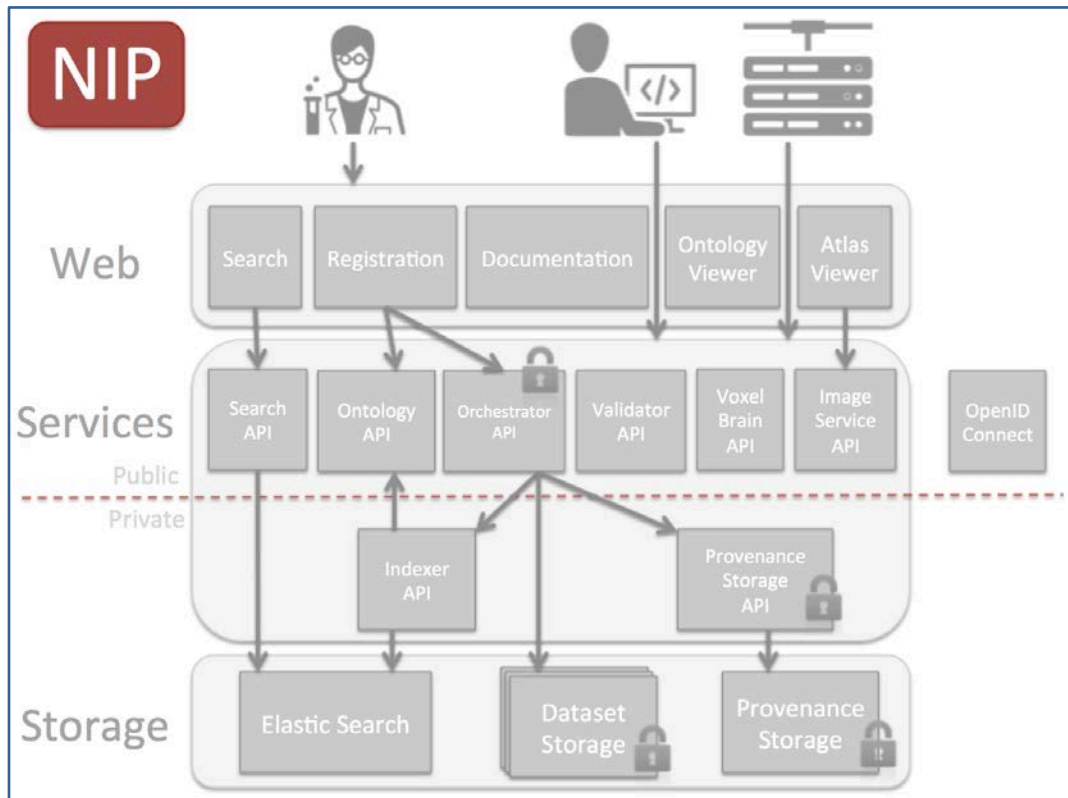 NIP
</>
Web
Search
Registration
Documentation
Ontology
Viewer
Atlas
Viewer
Services
Search
API
Ontology
API
Orchestrator
API
Validator
API
Voxel
Brain
API
Image
Service
API
OpenID
Connect
Public
Private
Indexer
API
Provenance
Storage
API
Storage
Elastic Search
Dataset
Storage
Provenance
Storage